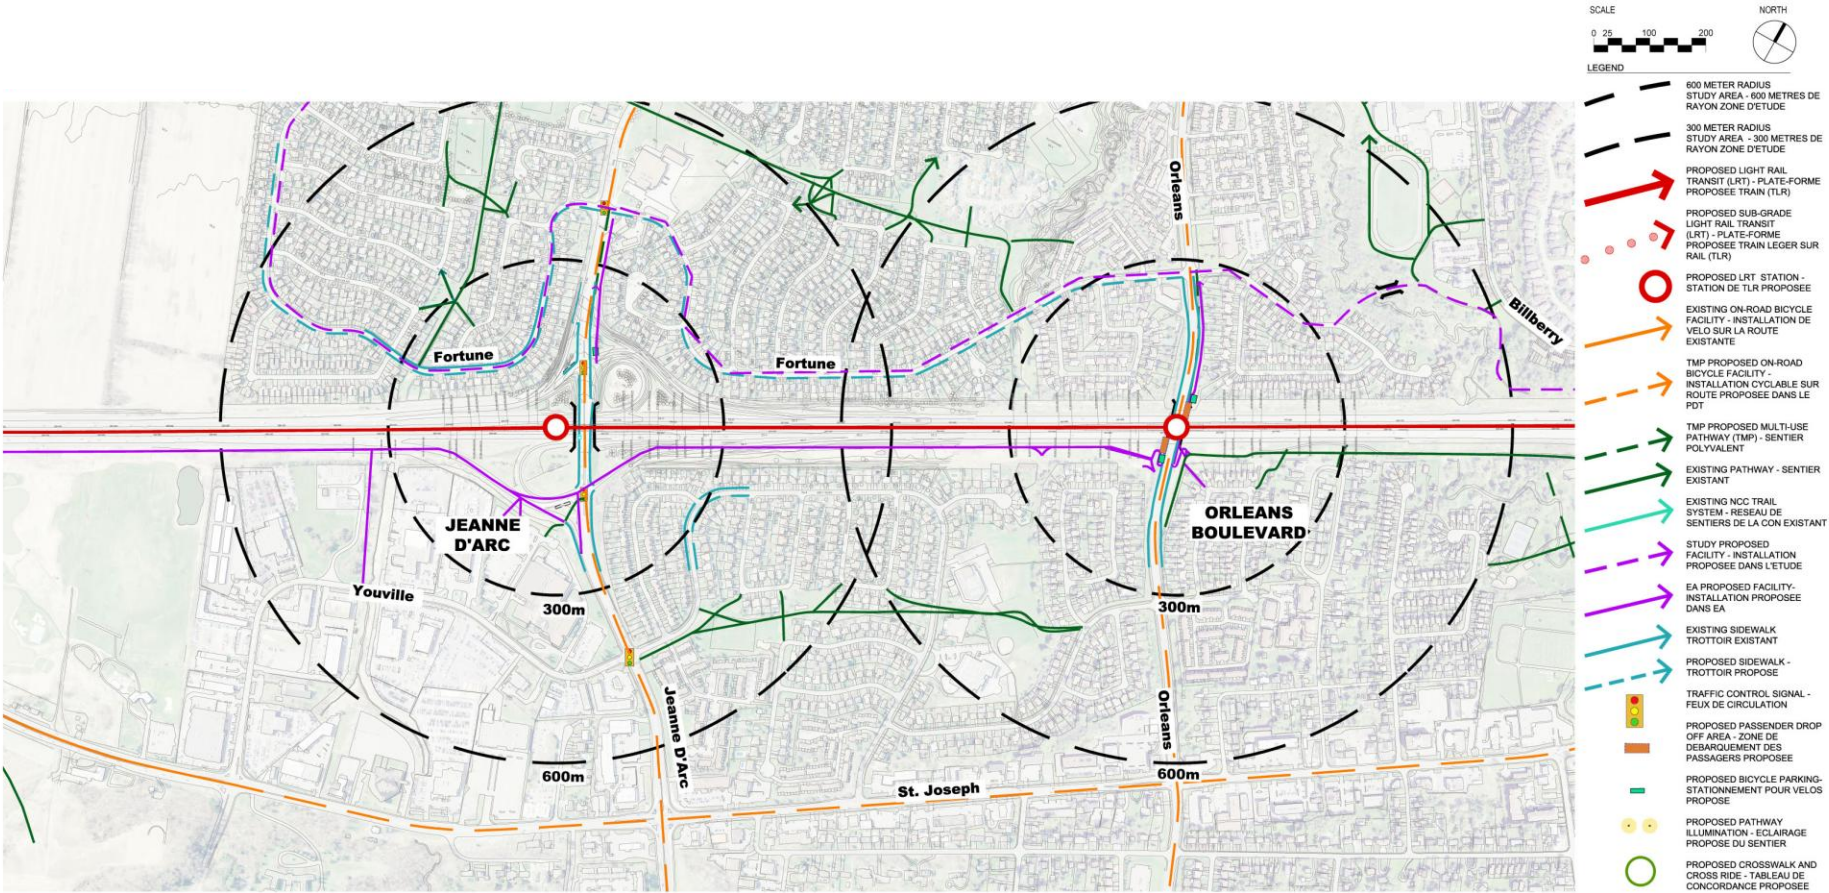 SCALE
NORTH
0 25 100 200
LEGEND
600 METER RADIUS
STUDY AREA - 600 METRES DE
RAYON ZONE D'ETUDE
300 METER RADIUS
STUDY AREA - 300 METRES DE
RAYON ZONE D'ETUDE
PROPOSED LIGHT RAIL
TRANSIT (LRT) - PLATE-FORME
PROPOSEE TRAIN (TLR)
PROPOSED SUB-GRADE
LIGHT RAIL TRANSIT
(LRT) - PLATE-FORME
PROPOSEE TRAIN LEGER SUR
RAIL (TLR)
PROPOSED LRT STATION -
STATION DE TLR PROPOSEE
EXISTING ON-ROAD BICYCLE
FACILITY - INSTALLATION DE
VELO SUR LA ROUTE
EXISTANTE
TMP PROPOSED ON-ROAD
BICYCLE FACILITY -
INSTALLATION CYCLABLE SUR
ROUTE PROPOSEE DANS LE
PDT
TMP PROPOSED MULTI-USE
PATHWAY (TMP) - SENTIER
POLYVALENT
EXISTING PATHWAY - SENTIER
EXISTANT
EXISTING NCC TRAIL
SYSTEM - RESEAU DE
SENTIERS DE LA CCN EXISTANT
STUDY PROPOSED
FACILITY - INSTALLATION
PROPOSEE DANS L'ETUDE
EA PROPOSED FACILITY-
INSTALLATION PROPOSEE
DANS EA
EXISTING SIDEWALK
TROTTOIR EXISTANT
PROPOSED SIDEWALK -
TROTTOIR PROPOSE
TRAFFIC CONTROL SIGNAL -
FEUX DE CIRCULATION
PROPOSED PASSENDER DROP
OFF AREA - ZONE DE
DEBARQUEMENT DES
PASSAGERS PROPOSEE
PROPOSED BICYCLE PARKING-
STATIONNEMENT POUR VELOS
PROPOSE
PROPOSED PATHWAY
ILLUMINATION - ECLAIRAGE
PROPOSE DU SENTIER
PROPOSED CROSSWALK AND
CROSS RIDE - TABLEAU DE
CONCORDANCE PROPOSEE
Orleans
Billberry
Fortune
Fortune
JEANNE
D'ARC
ORLEANS
BOULEVARD
Youville
300m
300m
Jeanne D'Arc
Orleans
600m
600m
St. Joseph